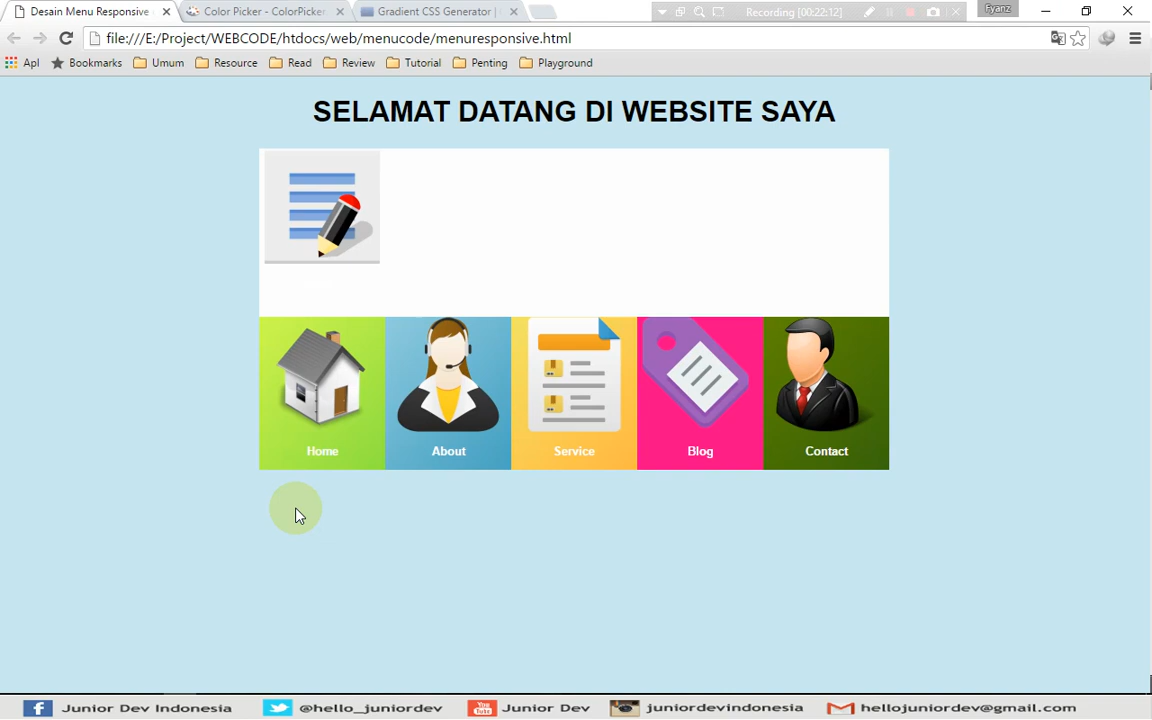 Desain Menu Responsive
Color Picker - ColorPicker
Gradient CSS Generator |
Recording [00:22:12]
Fyanz
file:///E:/Project/WEBCODE/htdocs/web/menucode/menuresponsive.html
Apl
Bookmarks
Umum
Resource
Read
Review
Tutorial
Penting
Playground
SELAMAT DATANG DI WEBSITE SAYA
Home
About
Service
Blog
Contact
Junior Dev Indonesia
@hello_juniordev
You Tube
Junior Dev
juniordevindonesia
hellojuniordev@gmail.com